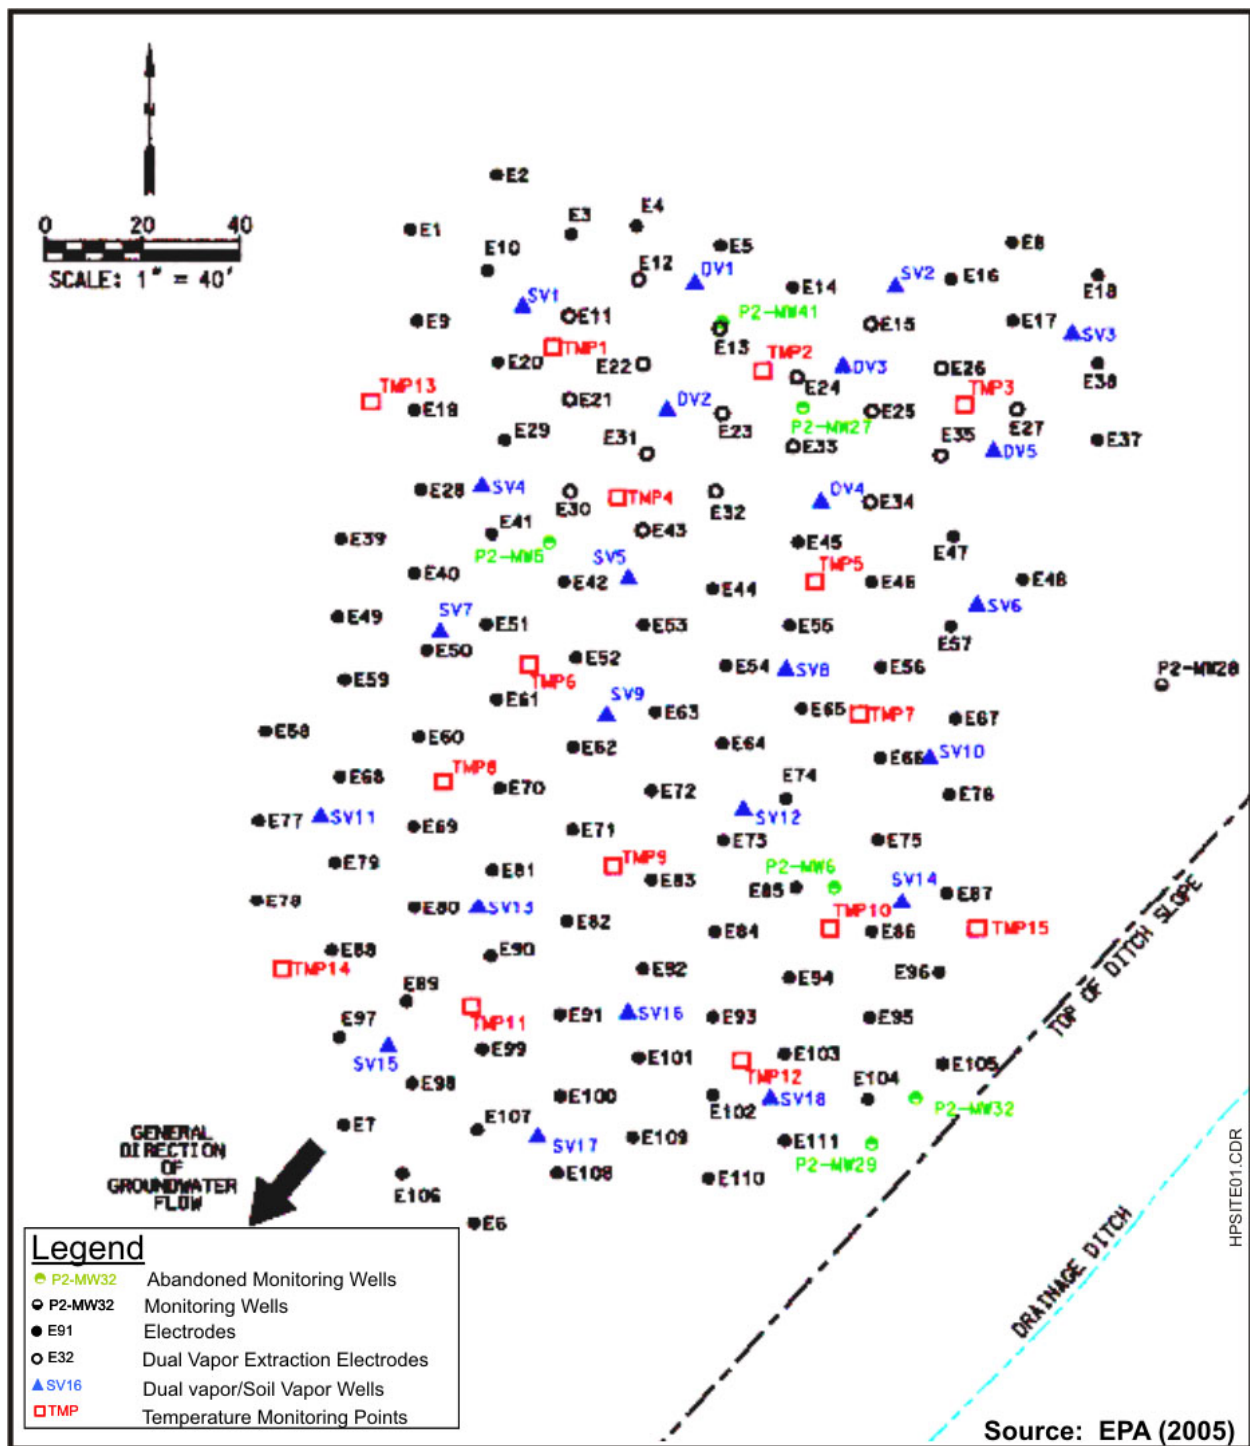 E2
E1
E3
E4
E5
E8
E10
E12
DV1
SV2
E16
E18
0 20 40
SCALE: 1" = 40'
SV1
E14
E9
E11
P2-MW41
E15
E17
SV3
E13
TMP1
TMP2
E20
E22
DV3
E26
E38
TMP13
E24
TMP3
E19
E21
DV2
E23
P2-MW27
E25
E27
E29
E31
E33
E35
DV5
E37
E28
SV4
E30
TMP4
E32
DV4
E34
E39
E41
E43
E45
E47
P2-MW5
SV5
TMP5
E40
E42
E44
E46
E48
SV7
SV6
E49
E51
E53
E55
E57
E50
E52
E54
SV8
E56
P2-MW28
E59
TMP6
E61
SV9
E63
E65
TMP7
E67
E58
E60
E62
E64
E66
SV10
E68
TMP8
E70
E72
E74
E76
E77
SV11
E69
E71
SV12
E73
E75
E79
E81
TMP9
E83
P2-MW6
E85
SV14
E87
E78
E80
SV13
E82
E84
TMP10
E86
TMP15
E88
E90
TMP14
E92
E94
E96
TOP OF DITCH SLOPE
E89
E97
TMP11
E91
SV16
E93
E95
SV15
E99
E101
E103
TMP12
E105
E98
E100
E102
SV18
E104
P2-MW32
E7
E107
SV17
E109
E111
P2-MW29
GENERAL
DIRECTION
OF
GROUNDWATER
FLOW
E106
E108
E110
E6
HPSITE01.CDR
DRAINAGE DITCH
Legend
P2-MW32 Abandoned Monitoring Wells
P2-MW32 Monitoring Wells
E91 Electrodes
E32 Dual Vapor Extraction Electrodes
SV16 Dual vapor/Soil Vapor Wells
TMP Temperature Monitoring Points
Source: EPA (2005)